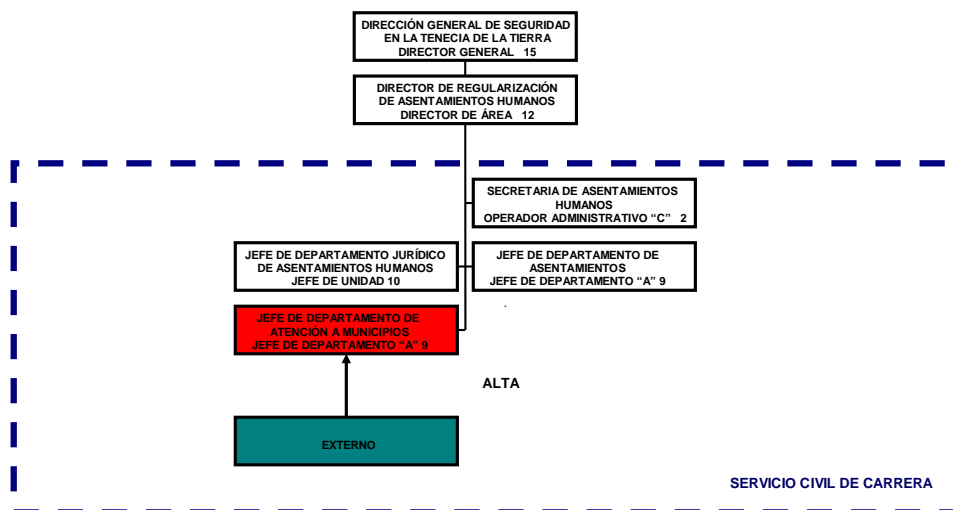 DIRECCIÓN GENERAL DE SEGURIDAD
EN LA TENECIA DE LA TIERRA
DIRECTOR GENERAL 15
DIRECTOR DE REGULARIZACIÓN
DE ASENTAMIENTOS HUMANOS
DIRECTOR DE ÁREA 12
SECRETARIA DE ASENTAMIENTOS
HUMANOS
OPERADOR ADMINISTRATIVO “C” 2
JEFE DE DEPARTAMENTO JURÍDICO
DE ASENTAMIENTOS HUMANOS
JEFE DE UNIDAD 10
JEFE DE DEPARTAMENTO DE
ASENTAMIENTOS
JEFE DE DEPARTAMENTO “A” 9
JEFE DE DEPARTAMENTO DE
ATENCIÓN A MUNICIPIOS
JEFE DE DEPARTAMENTO “A” 9
ALTA
EXTERNO
SERVICIO CIVIL DE CARRERA